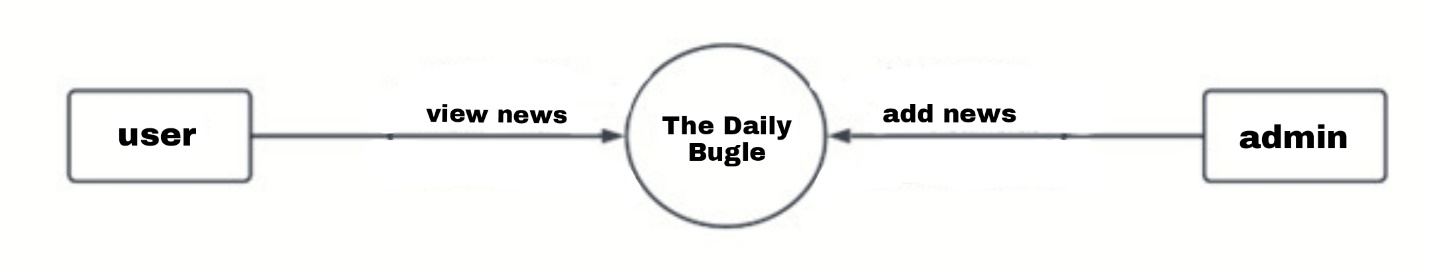 user
view news
The Daily
Bugle
add news
admin